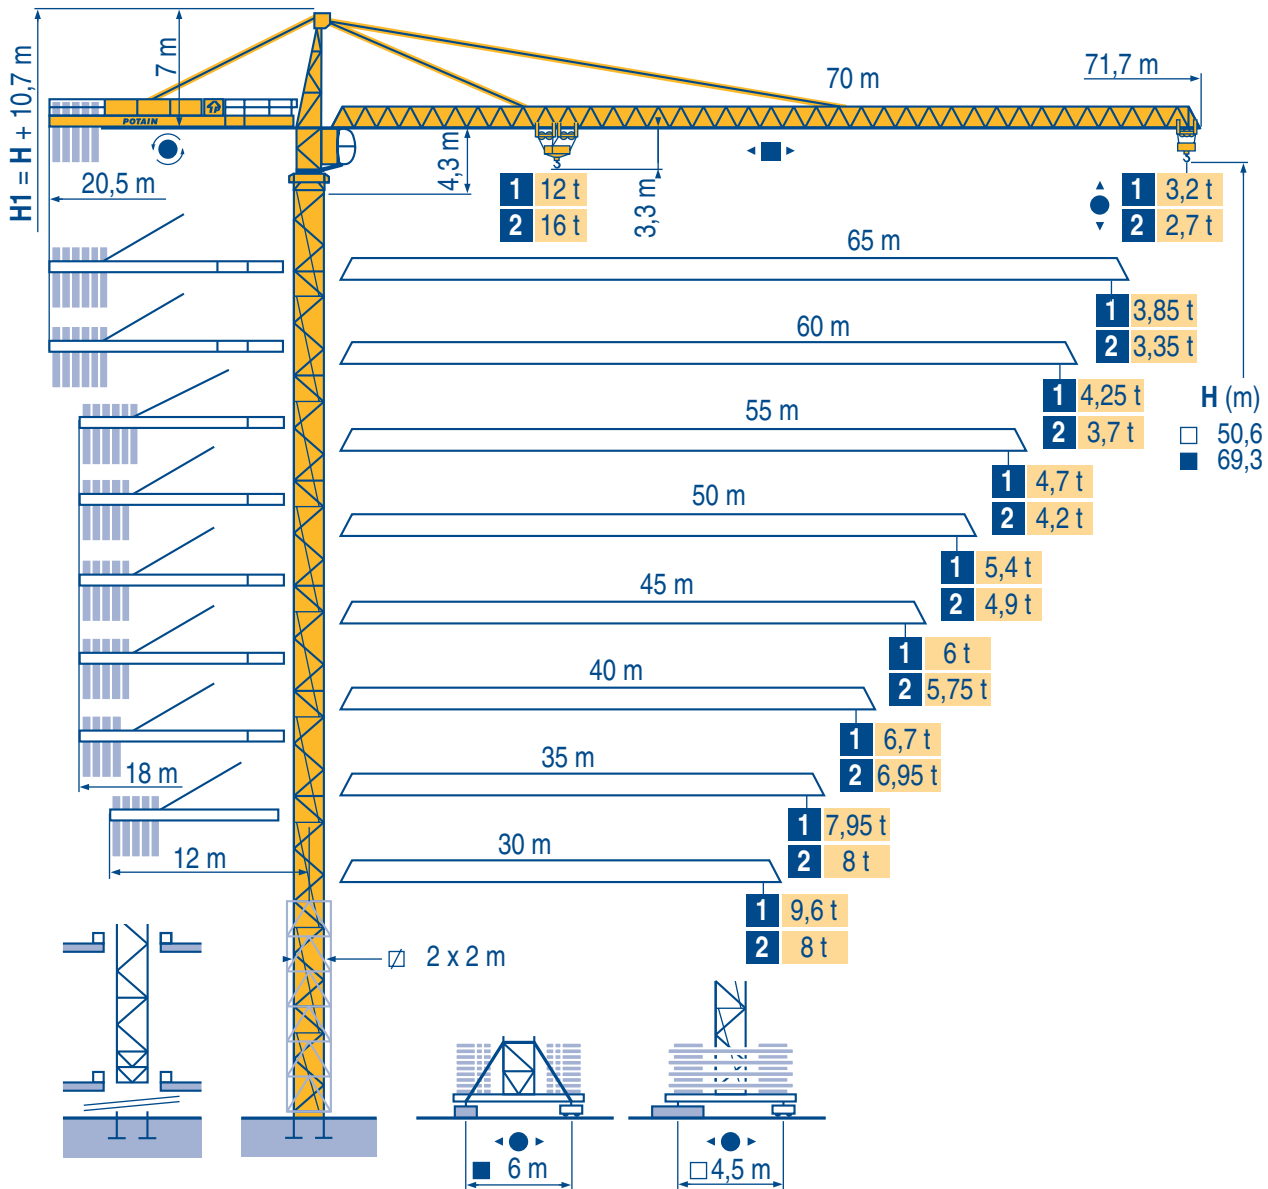 H1 = H + 10,7 m
7 m
70 m
71,7 m
POTAIN
20,5 m
4,3 m
3,3 m
1 12 t
2 16 t
1 3,2 t
2 2,7 t
65 m
1 3,85 t
2 3,35 t
60 m
1 4,25 t
2 3,7 t
H (m)
50,6
69,3
55 m
1 4,7 t
2 4,2 t
50 m
1 5,4 t
2 4,9 t
45 m
1 6 t
2 5,75 t
40 m
1 6,7 t
2 6,95 t
18 m
35 m
1 7,95 t
2 8 t
12 m
30 m
1 9,6 t
2 8 t
2 x 2 m
6 m
4,5 m